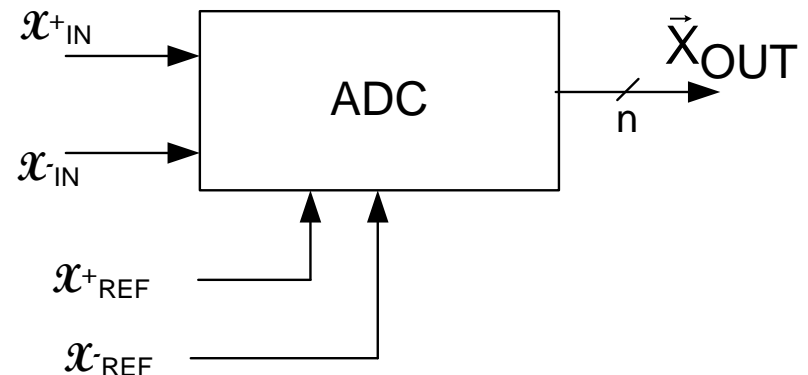 𝓧⁺IN
X⃗OUT
ADC
n
𝓧⁻IN
𝓧⁺REF
𝓧⁻REF